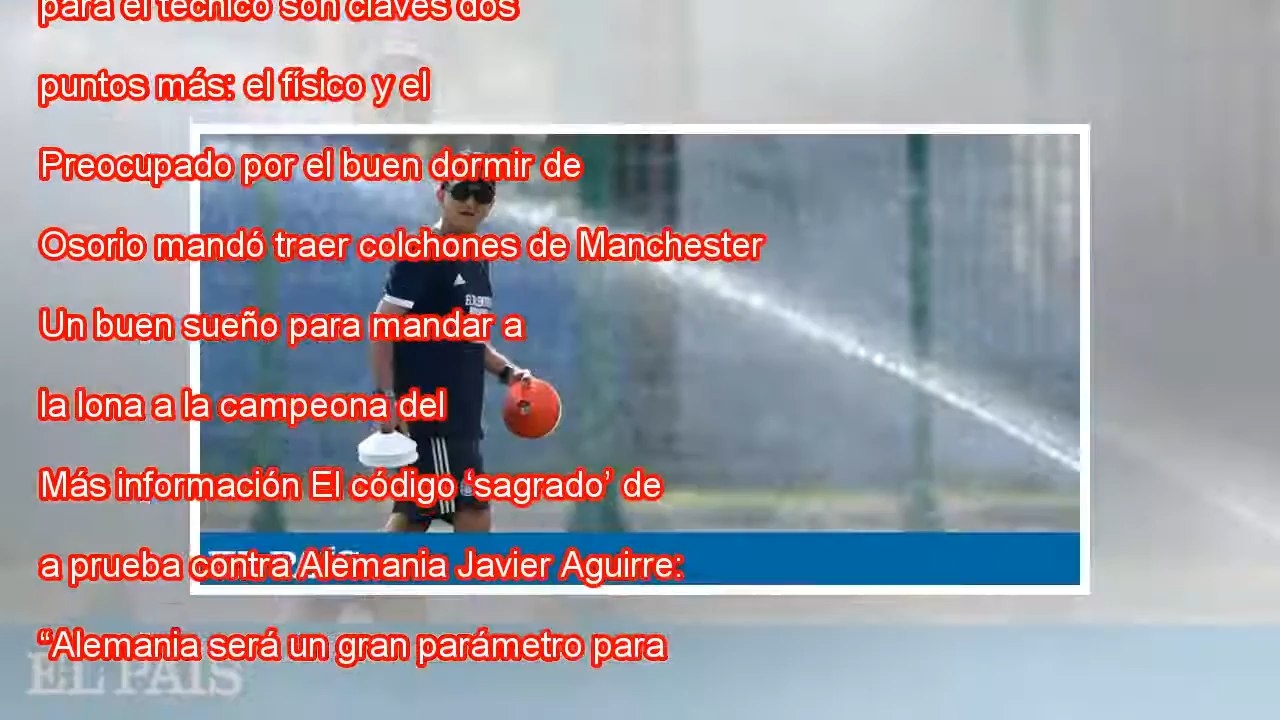 para el técnico son claves dos
puntos más: el físico y el
Preocupado por el buen dormir de
Osorio mandó traer colchones de Manchester
Un buen sueño para mandar a
la lona a la campeona del
Más información El código ‘sagrado’ de
a prueba contra Alemania Javier Aguirre:
“Alemania será un gran parámetro para
EL PAÍS